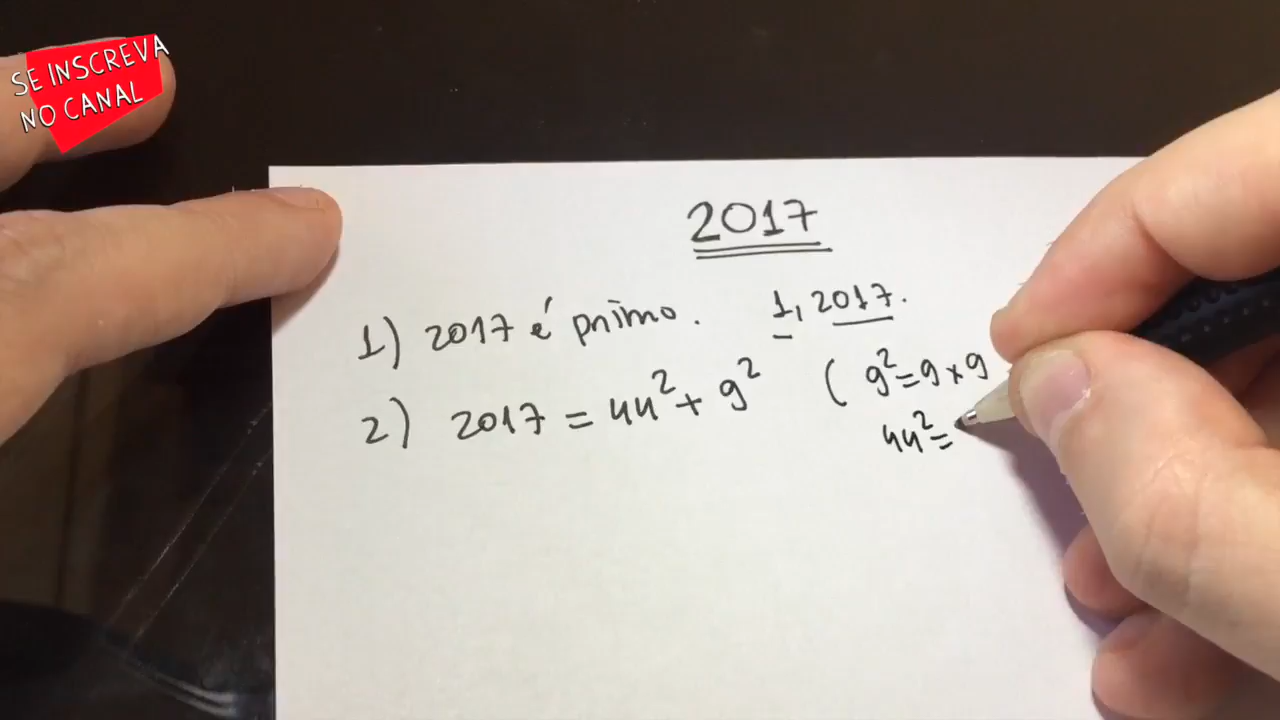 SE INSCREVA
NO CANAL
2017
1) 2017 é primo. 1, 2017.
2) 2017 = 44² + 9² ( 9² = 9 x 9
44² =